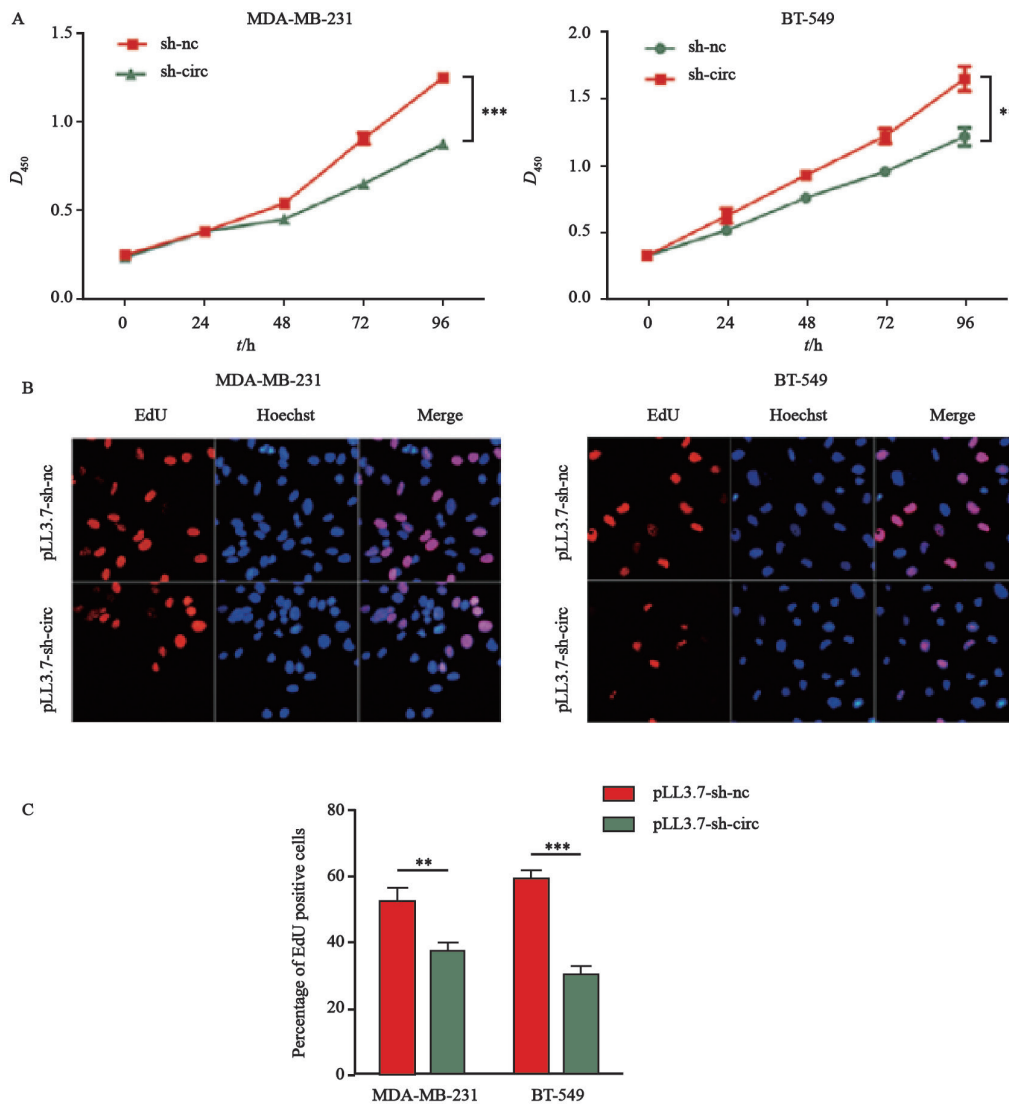 A
MDA-MB-231
sh-nc
sh-circ
1.5
1.0
0.5
0.0
D450
***
0 24 48 72 96
t/h
BT-549
sh-nc
sh-circ
2.0
1.5
1.0
0.5
0.0
D450
**
0 24 48 72 96
t/h
B
MDA-MB-231
EdU Hoechst Merge
pLL3.7-sh-nc
pLL3.7-sh-circ
BT-549
EdU Hoechst Merge
pLL3.7-sh-nc
pLL3.7-sh-circ
C
pLL3.7-sh-nc
pLL3.7-sh-circ
80
60
40
20
0
Percentage of EdU positive cells
**
***
MDA-MB-231 BT-549